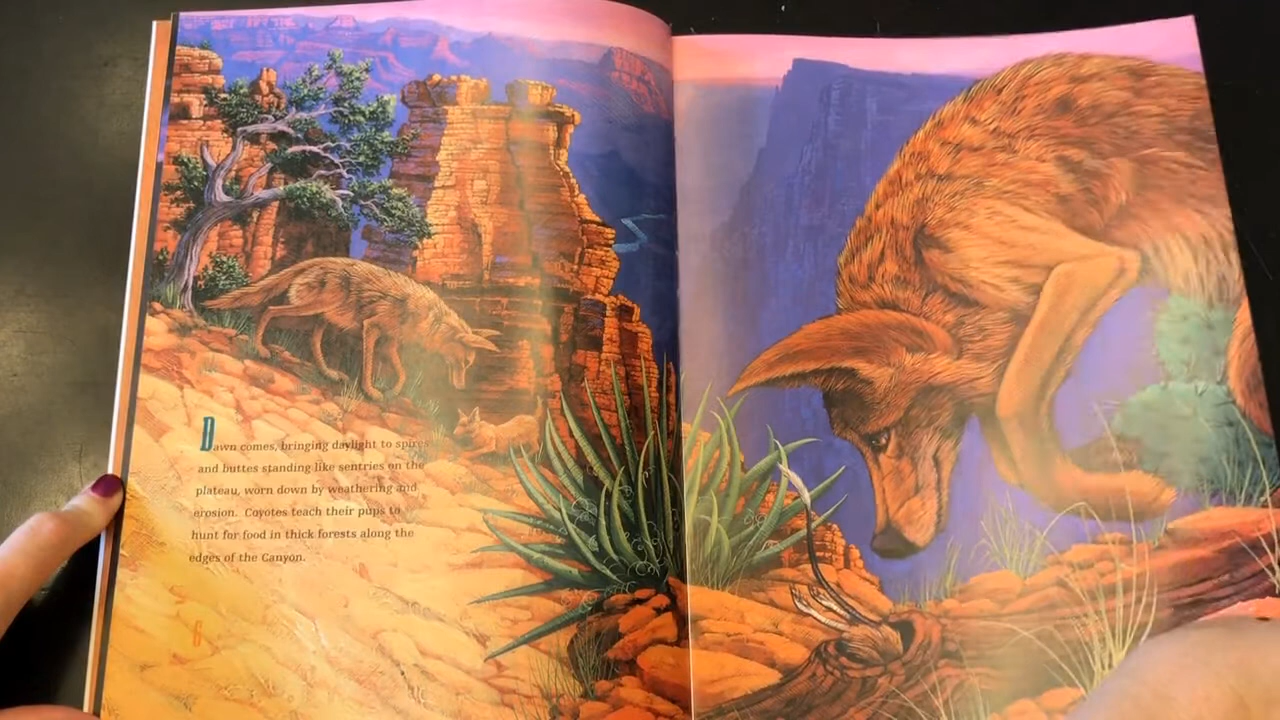 Dawn comes, bringing daylight to spires
and buttes standing like sentries on the
plateau, worn down by weathering and
erosion. Coyotes teach their pups to
hunt for food in thick forests along the
edges of the Canyon.
6